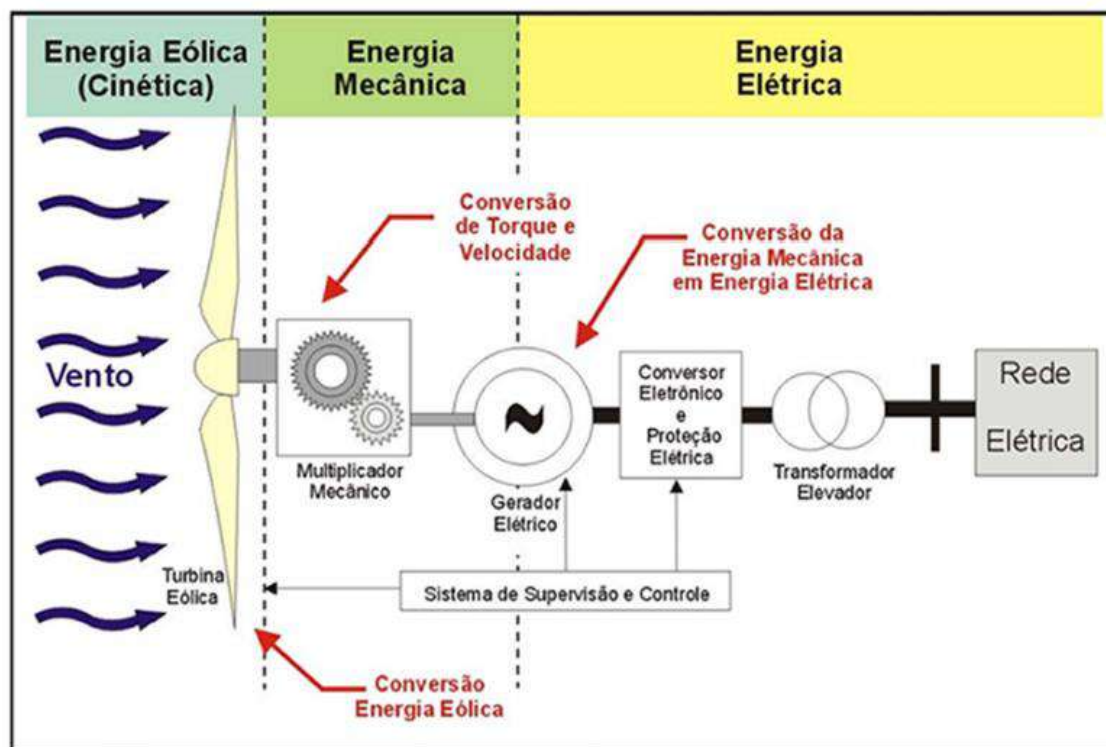 Energia Eólica
(Cinética)
Energia
Mecânica
Energia
Elétrica
Conversão
de Torque e
Velocidade
Conversão da
Energia Mecânica
em Energia Elétrica
Vento
Multiplicador
Mecânico
Gerador
Elétrico
Conversor
Eletrônico
e
Proteção
Elétrica
Transformador
Elevador
Rede
Elétrica
Turbina
Eólica
Sistema de Supervisão e Controle
Conversão
Energia Eólica